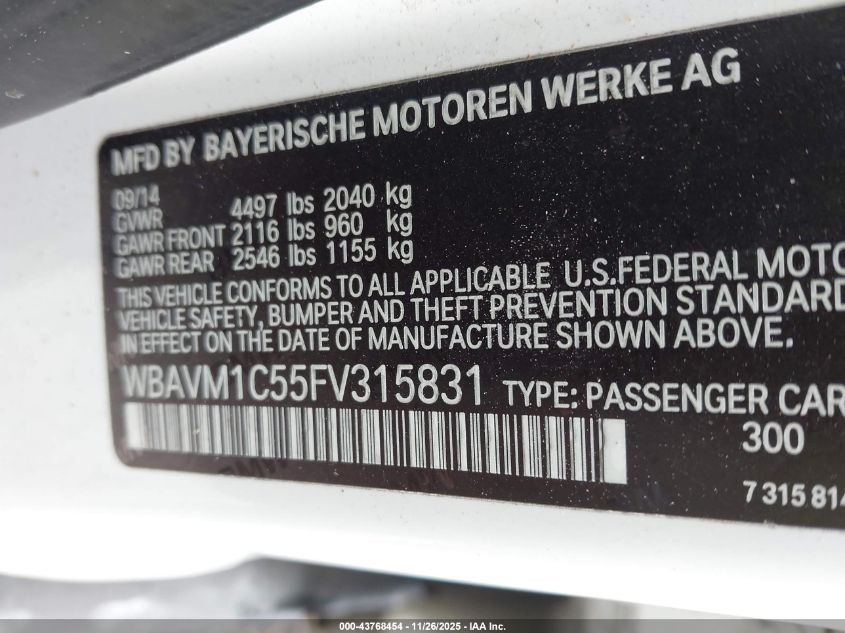 MFD BY BAYERISCHE MOTOREN WERKE AG
09/14
GVWR 4497 lbs 2040 kg
GAWR FRONT 2116 lbs 960 kg
GAWR REAR 2546 lbs 1155 kg
THIS VEHICLE CONFORMS TO ALL APPLICABLE U.S.FEDERAL MOTO
VEHICLE SAFETY, BUMPER AND THEFT PREVENTION STANDARD
IN EFFECT ON THE DATE OF MANUFACTURE SHOWN ABOVE.
WBAVM1C55FV315831 TYPE: PASSENGER CAR
300
7 315 814
000-43768454 - 11/26/2025 - IAA Inc.